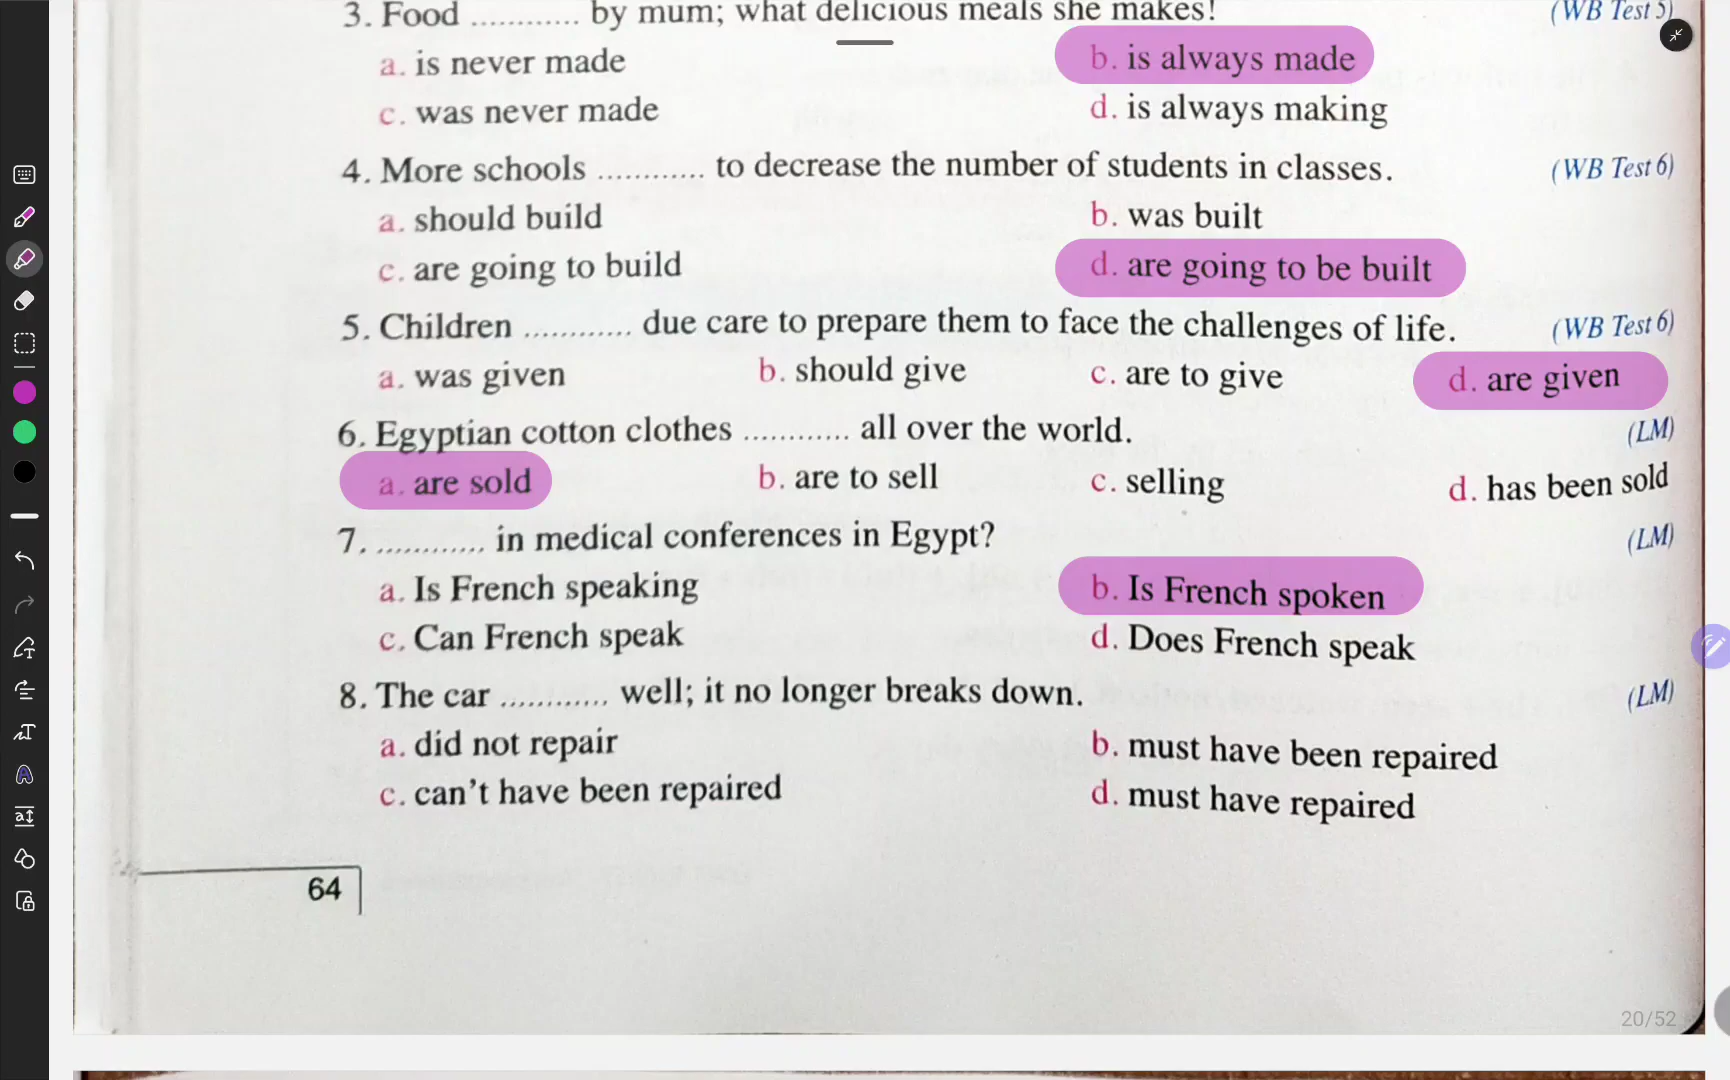 3. Food ............ by mum; what delicious meals she makes! (WB Test 5)
a. is never made b. is always made
c. was never made d. is always making
4. More schools ............ to decrease the number of students in classes. (WB Test 6)
a. should build b. was built
c. are going to build d. are going to be built
5. Children ............ due care to prepare them to face the challenges of life. (WB Test 6)
a. was given b. should give c. are to give d. are given
6. Egyptian cotton clothes ............ all over the world. (LM)
a. are sold b. are to sell c. selling d. has been sold
7. ............ in medical conferences in Egypt? (LM)
a. Is French speaking b. Is French spoken
c. Can French speak d. Does French speak
8. The car ............ well; it no longer breaks down. (LM)
a. did not repair b. must have been repaired
c. can't have been repaired d. must have repaired
64
20/52